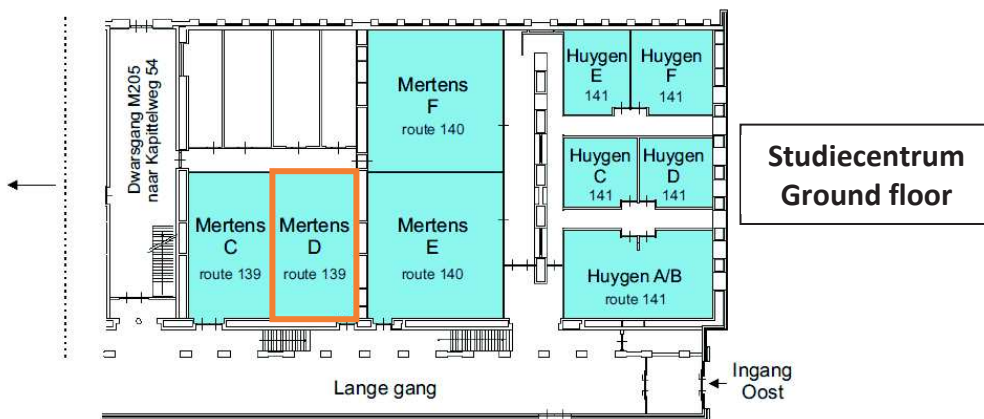 Dwarsgang M205
naar Kapittelweg 54
Mertens
C
route 139
Mertens
D
route 139
Mertens
F
route 140
Mertens
E
route 140
Huygen
E
141
Huygen
F
141
Huygen
C
141
Huygen
D
141
Huygen A/B
route 141
Studiecentrum
Ground floor
Lange gang
Ingang
Oost